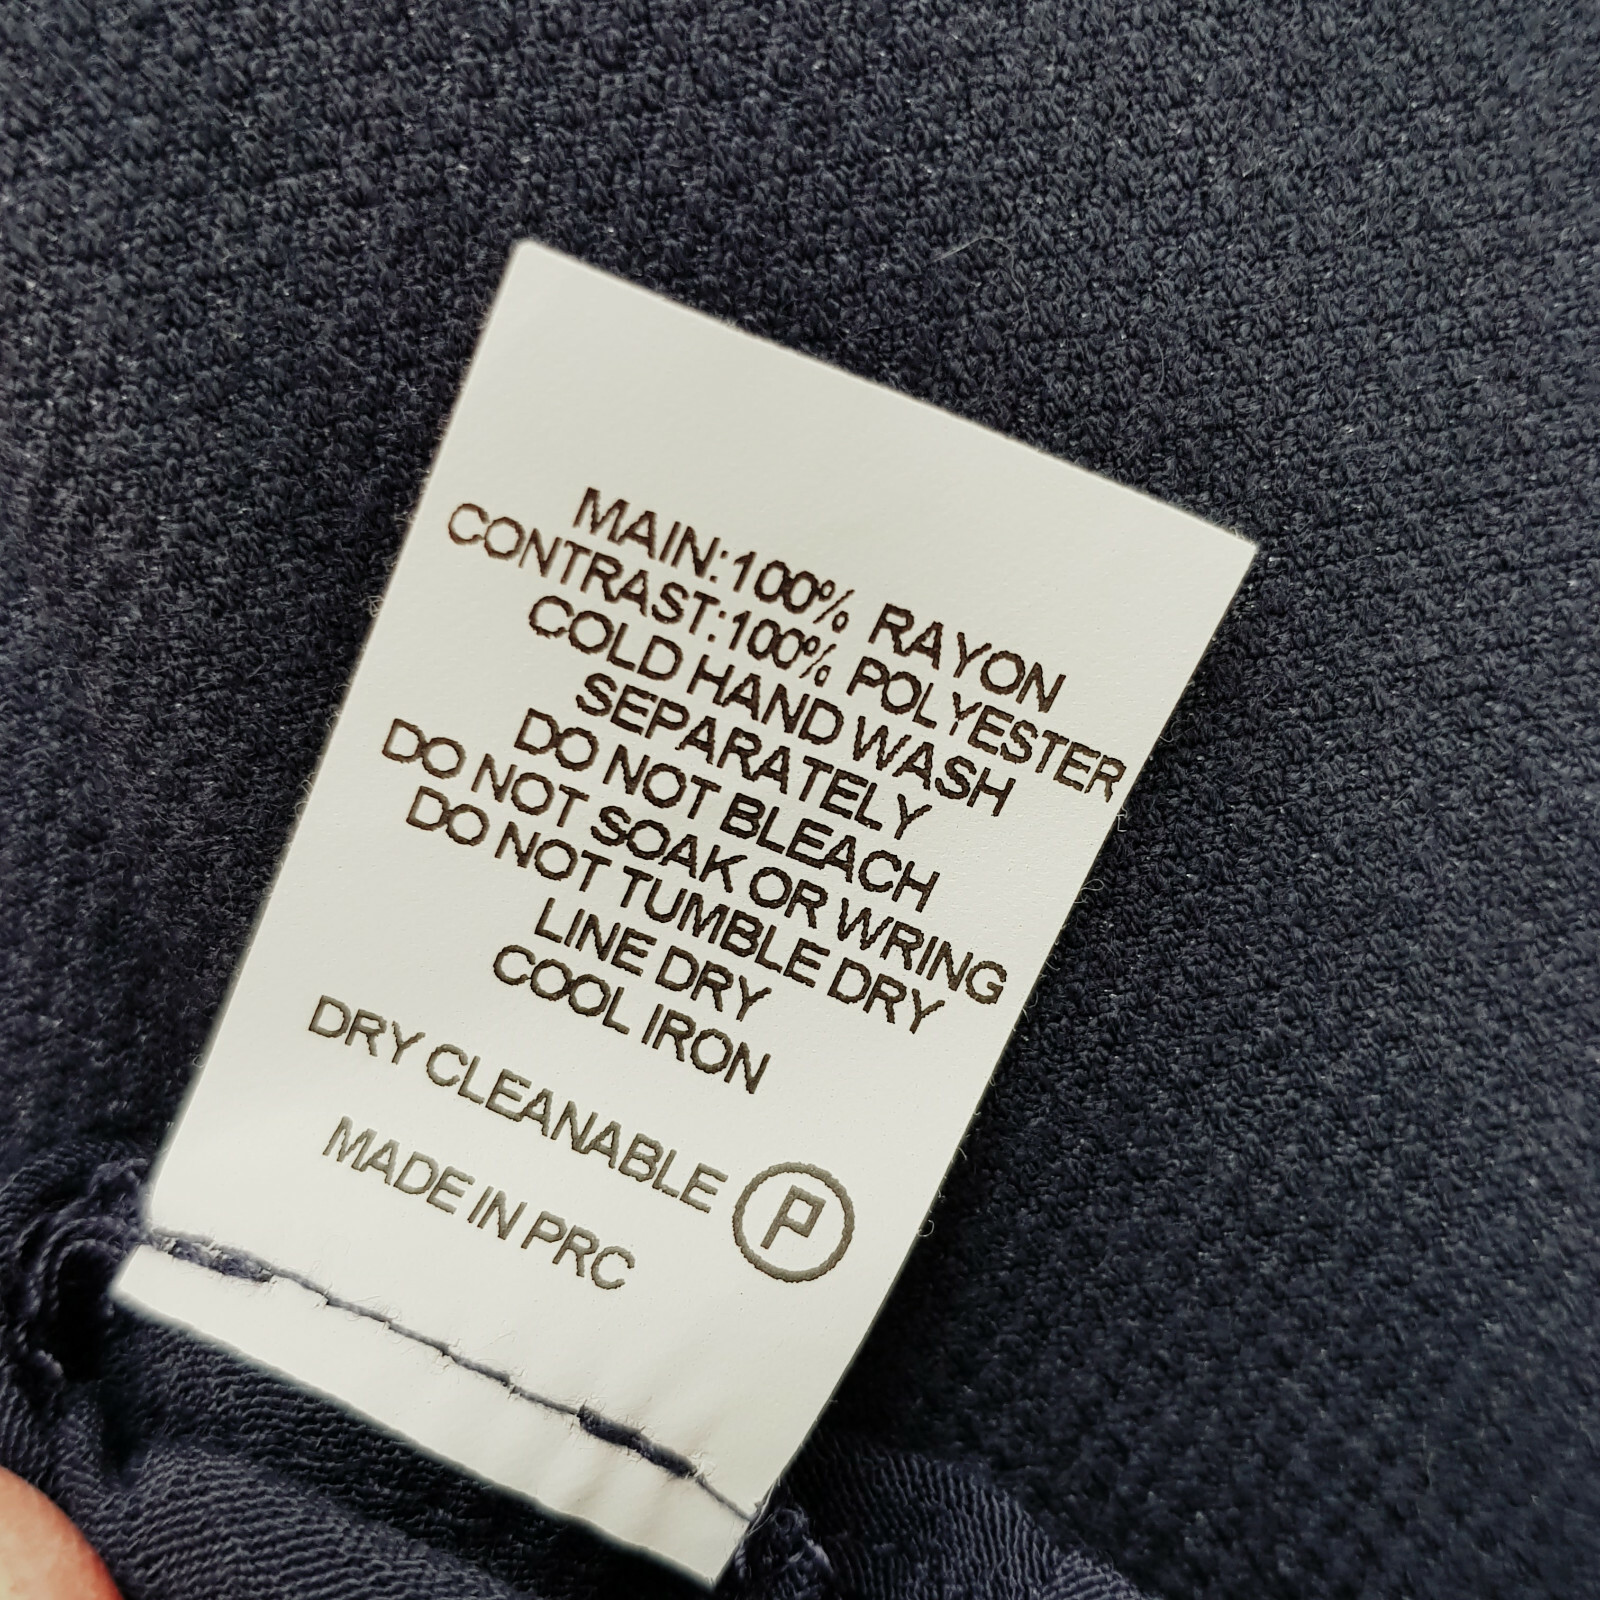 MAIN:100% RAYON
CONTRAST:100% POLYESTER
COLD HAND WASH
SEPARATELY
DO NOT BLEACH
DO NOT SOAK OR WRING
DO NOT TUMBLE DRY
LINE DRY
COOL IRON
DRY CLEANABLE P
MADE IN PRC